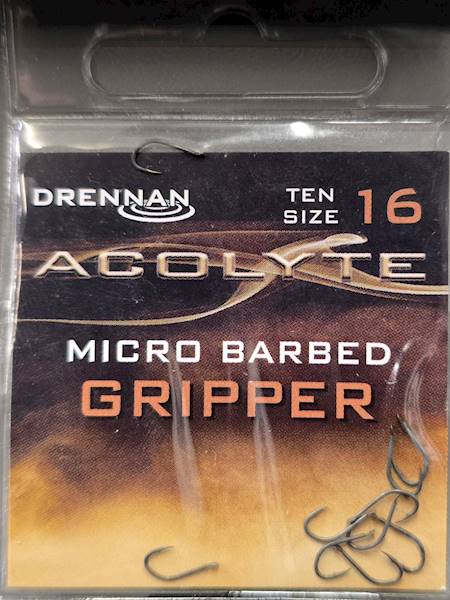 DRENNAN
TEN
SIZE 16
ACOLYTE
MICRO BARBED
GRIPPER